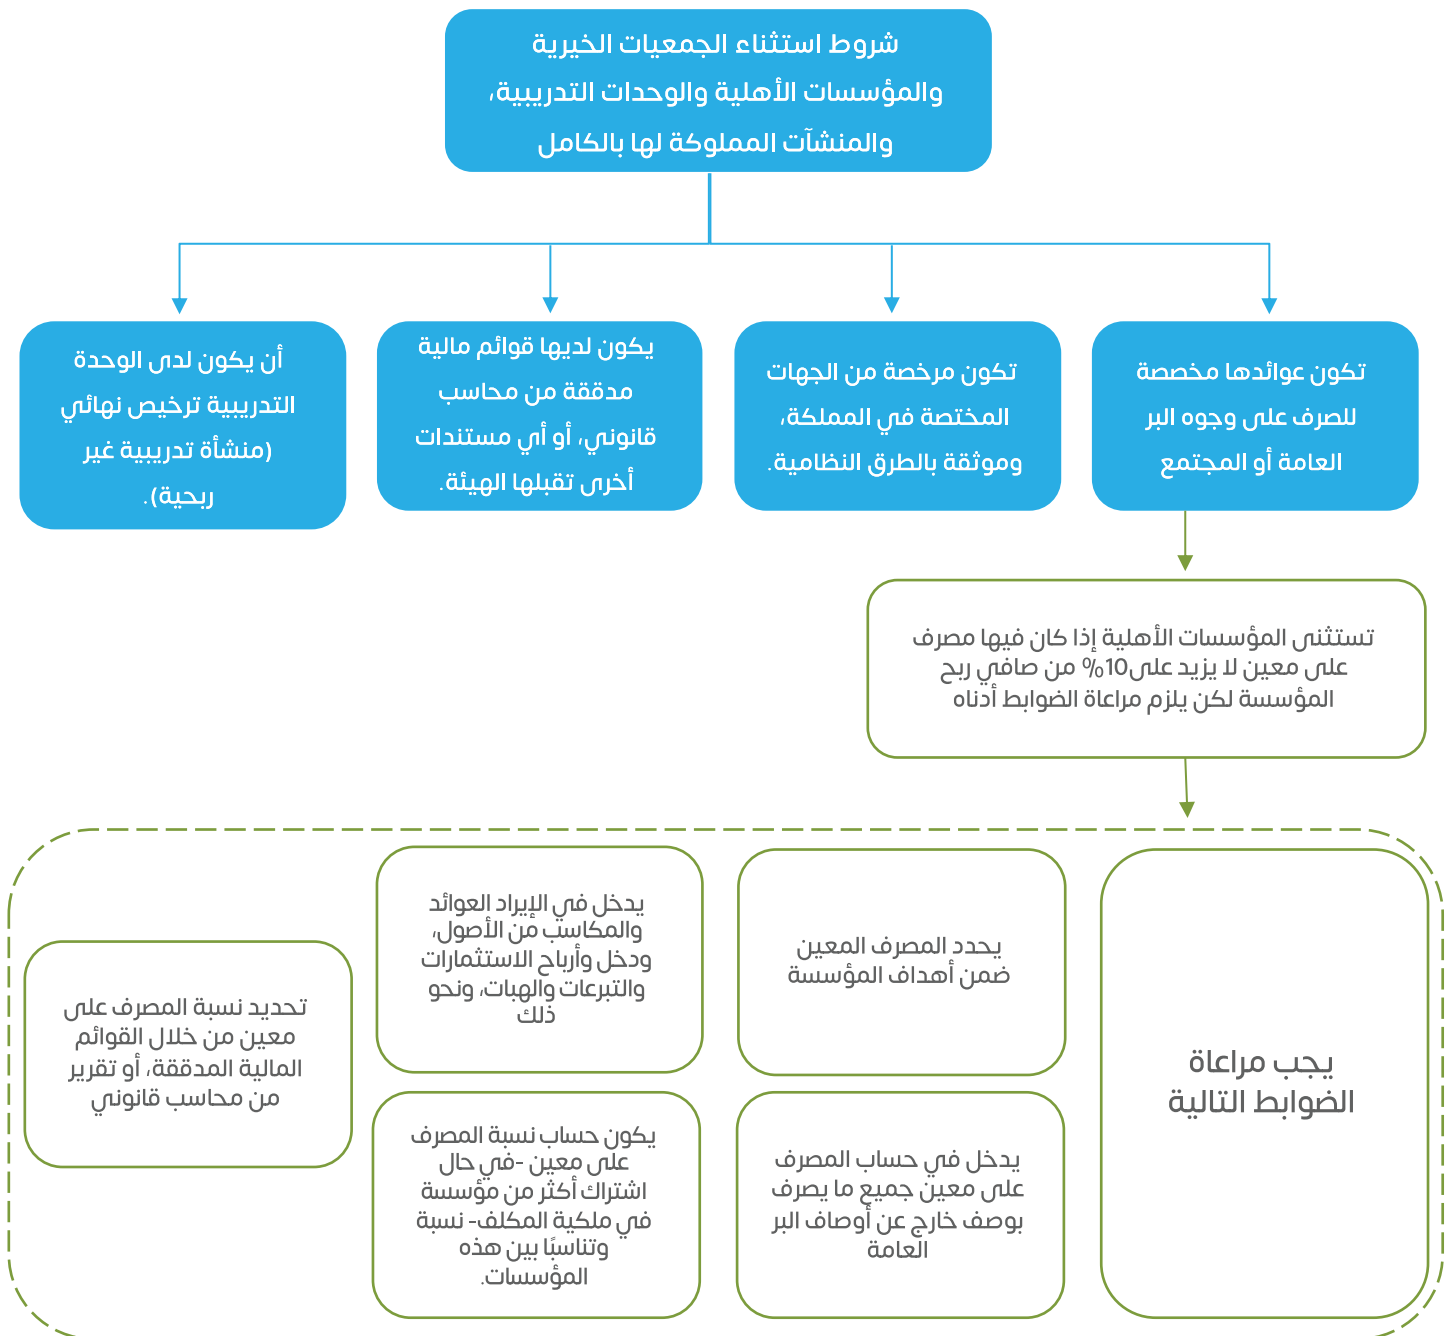 شروط استثناء الجمعيات الخيرية
والمؤسسات الأهلية والوحدات التدريبية،
والمنشآت المملوكة لها بالكامل
تكون عوائدها مخصصة
للصرف على وجوه البر
العامة أو المجتمع
تكون مرخصة من الجهات
المختصة في المملكة،
وموثقة بالطرق النظامية.
يكون لديها قوائم مالية
مدققة من محاسب
قانوني، أو أي مستندات
أخرى تقبلها الهيئة.
أن يكون لدى الوحدة
التدريبية ترخيص نهائي
(منشأة تدريبية غير
ربحية).
تستثنى المؤسسات الأهلية إذا كان فيها مصرف
على معين لا يزيد على10% من صافي ربح
المؤسسة لكن يلزم مراعاة الضوابط أدناه
يجب مراعاة
الضوابط التالية
يحدد المصرف المعين
ضمن أهداف المؤسسة
يدخل في حساب المصرف
على معين جميع ما يصرف
بوصف خارج عن أوصاف البر
العامة
يدخل في الإيراد العوائد
والمكاسب من الأصول،
ودخل وأرباح الاستثمارات
والتبرعات والهبات، ونحو
ذلك
يكون حساب نسبة المصرف
على معين -في حال
اشتراك أكثر من مؤسسة
في ملكية المكلف- نسبة
وتناسبًا بين هذه
المؤسسات.
تحديد نسبة المصرف على
معين من خلال القوائم
المالية المدققة، أو تقرير
من محاسب قانوني